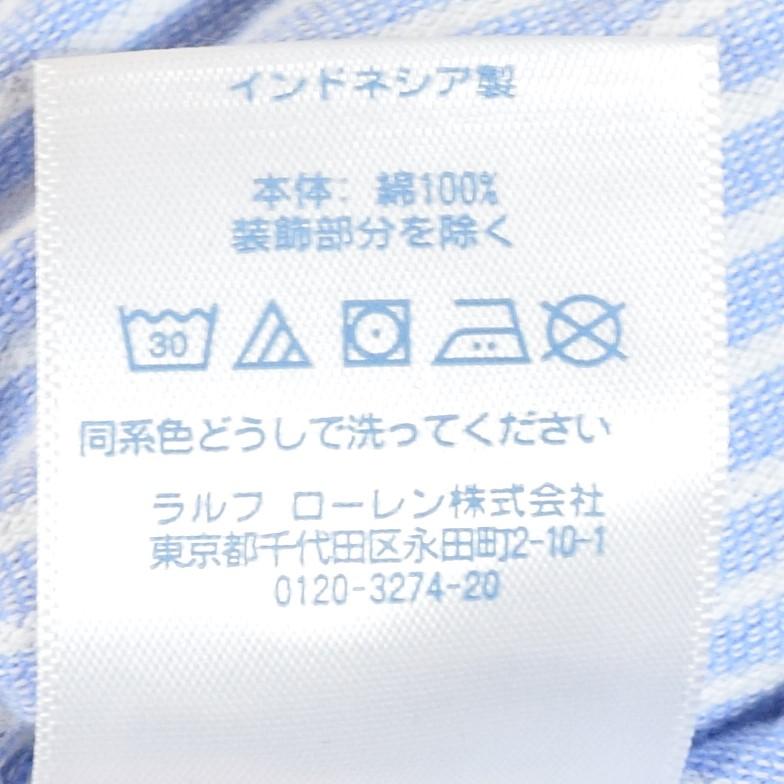 インドネシア製
本体: 綿100%
装飾部分を除く
30
同系色どうしで洗ってください
ラルフ ローレン株式会社
東京都千代田区永田町2-10-1
0120-3274-20